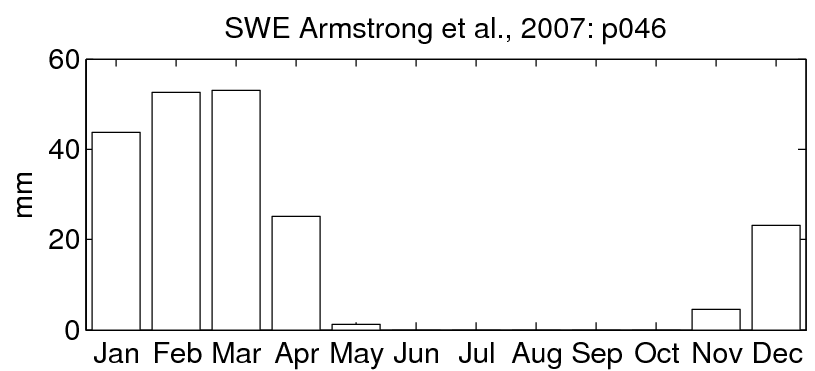 SWE Armstrong et al., 2007: p046
60
40
20
0
mm
Jan Feb Mar Apr May Jun Jul Aug Sep Oct Nov Dec